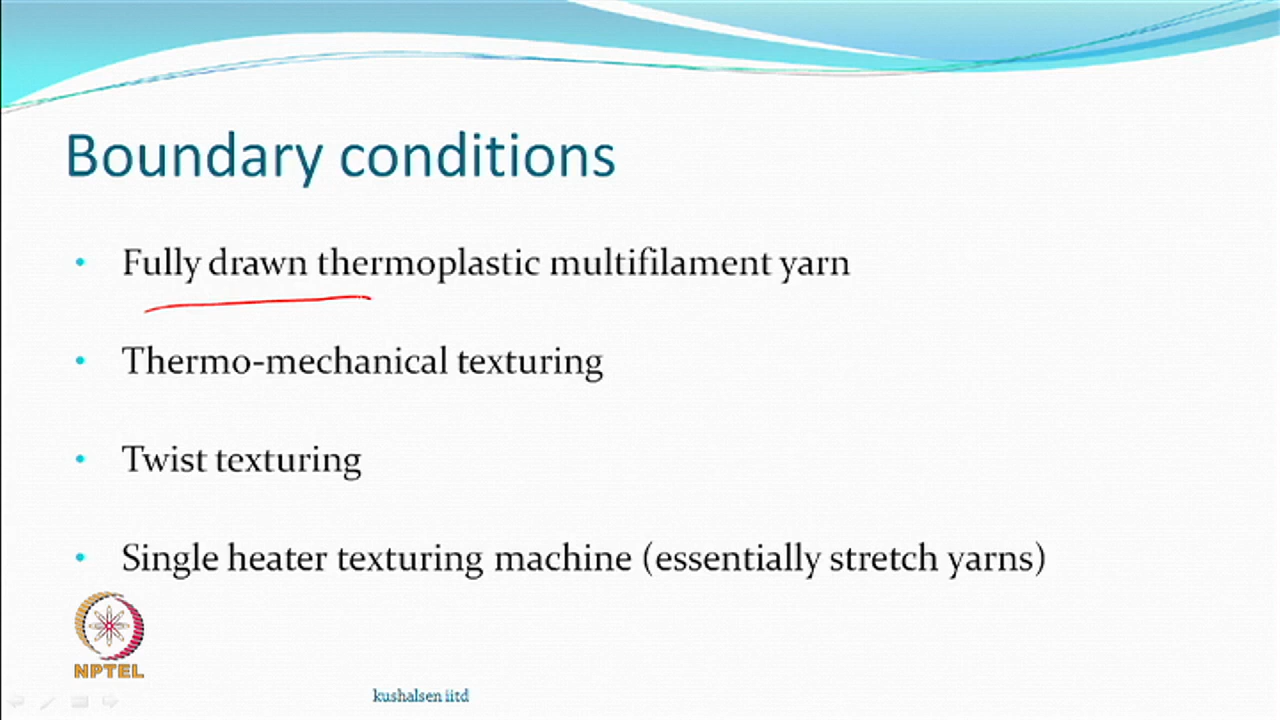 Boundary conditions
• Fully drawn thermoplastic multifilament yarn
• Thermo-mechanical texturing
• Twist texturing
• Single heater texturing machine (essentially stretch yarns)
NPTEL
kushalsen iitd